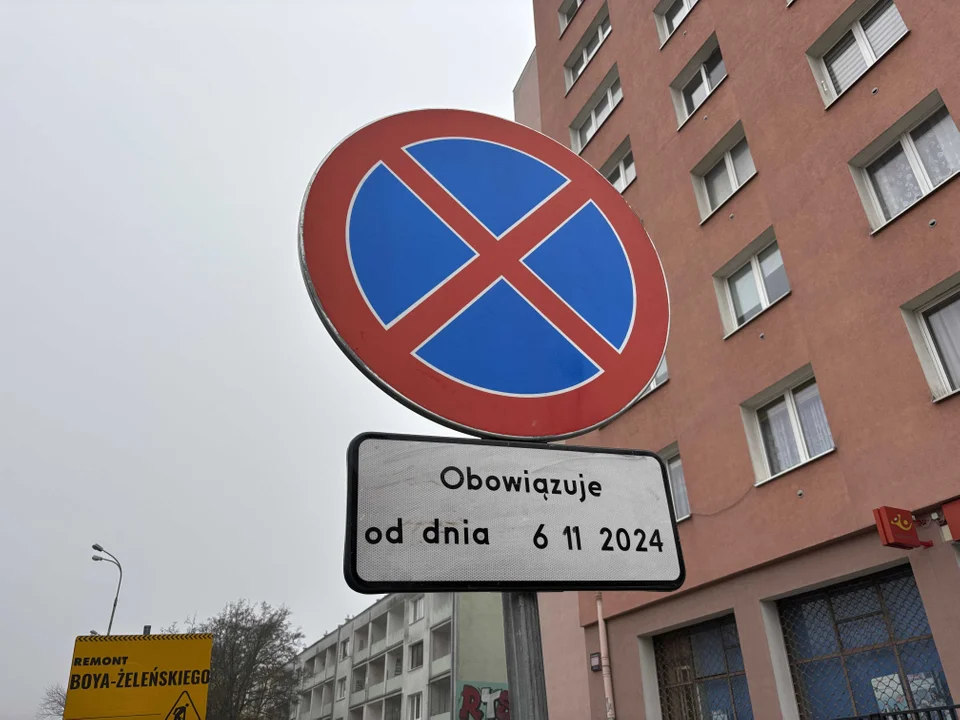 Obowiązuje
od dnia 6 11 2024
REMONT
BOYA-ŻELEŃSKIEGO